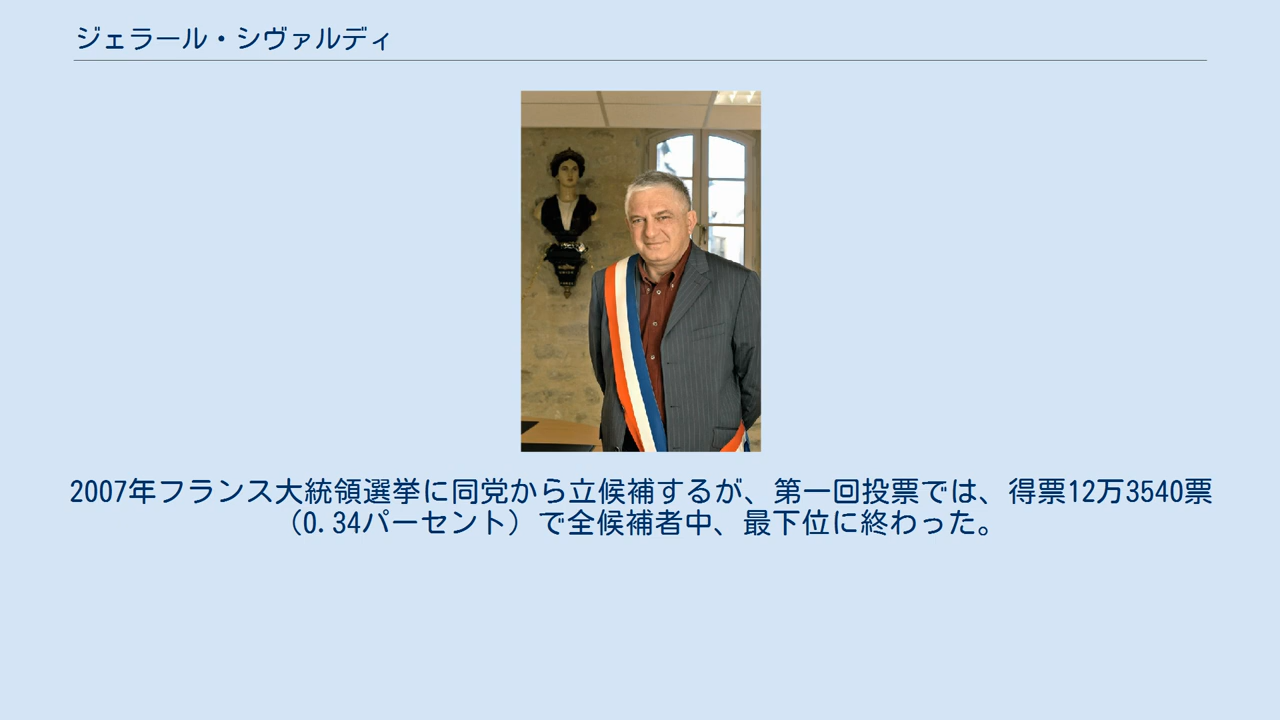 ジェラール・シヴァルディ
2007年フランス大統領選挙に同党から立候補するが、第一回投票では、得票12万3540票
（0.34パーセント）で全候補者中、最下位に終わった。